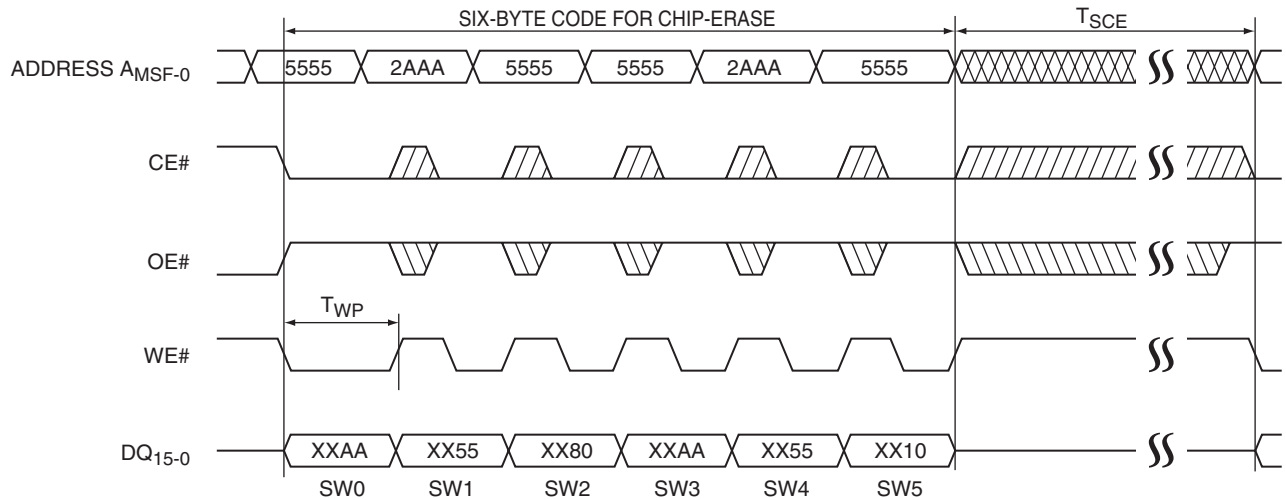 SIX-BYTE CODE FOR CHIP-ERASE TSCE
ADDRESS AMSF-0 5555 2AAA 5555 5555 2AAA 5555
CE#
OE#
TWP
WE#
DQ15-0 XXAA XX55 XX80 XXAA XX55 XX10
SW0 SW1 SW2 SW3 SW4 SW5